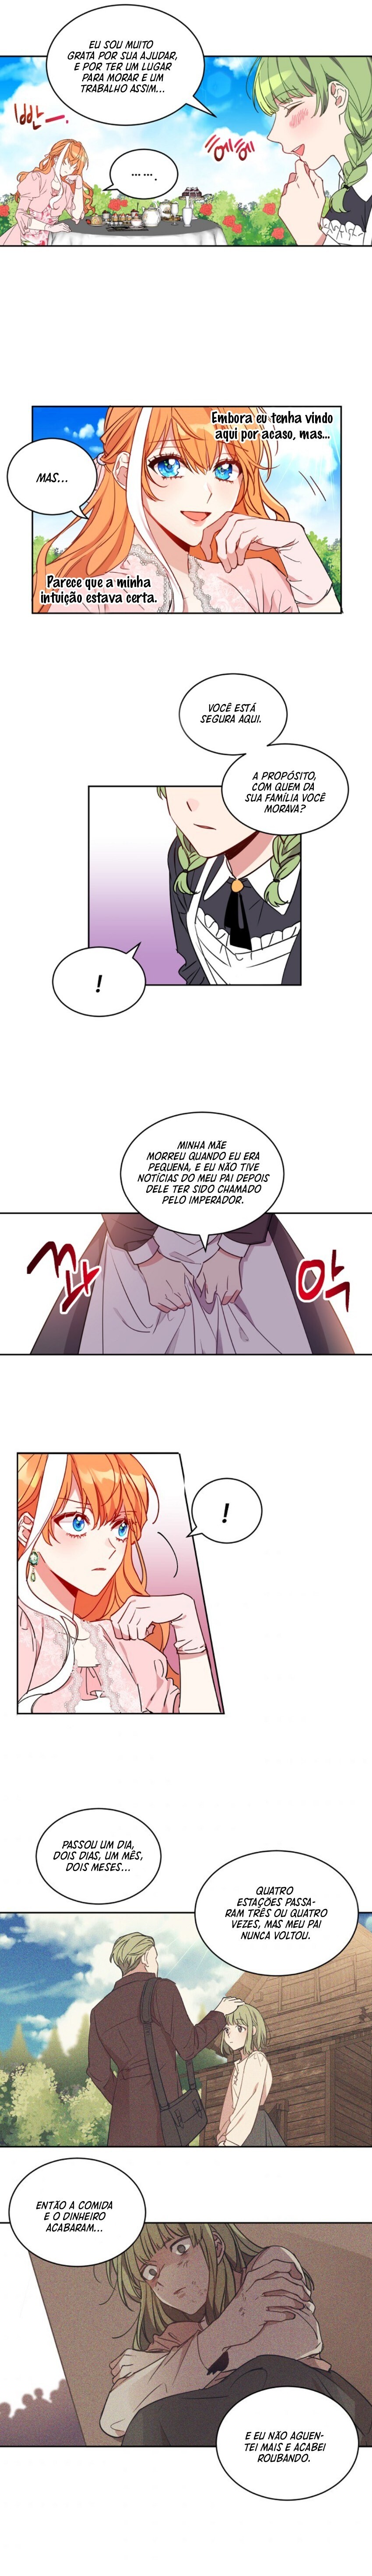 EU SOU MUITO
GRATA POR SUA AJUDAR,
E POR TER UM LUGAR
PARA MORAR E UM
TRABALHO ASSIM...
빤—.
... ... .
헤헤
Embora eu tenha vindo
aqui por acaso, mas...
MAS...
Parece que a minha
intuição estava certa.
VOCÊ ESTÁ
SEGURA AQUI.
A PROPÓSITO,
COM QUEM DA
SUA FAMÍLIA VOCÊ
MORAVA?
!
MINHA MÃE
MORREU QUANDO EU ERA
PEQUENA, E EU NÃO TIVE
NOTÍCIAS DO MEU PAI DEPOIS
DELE TER SIDO CHAMADO
PELO IMPERADOR.
꽈
악
!
PASSOU UM DIA,
DOIS DIAS, UM MÊS,
DOIS MESES...
QUATRO
ESTAÇÕES PASSA-
RAM TRÊS OU QUATRO
VEZES, MAS MEU PAI
NUNCA VOLTOU.
ENTÃO A COMIDA
E O DINHEIRO
ACABARAM...
E EU NÃO AGUEN-
TEI MAIS E ACABEI
ROUBANDO.